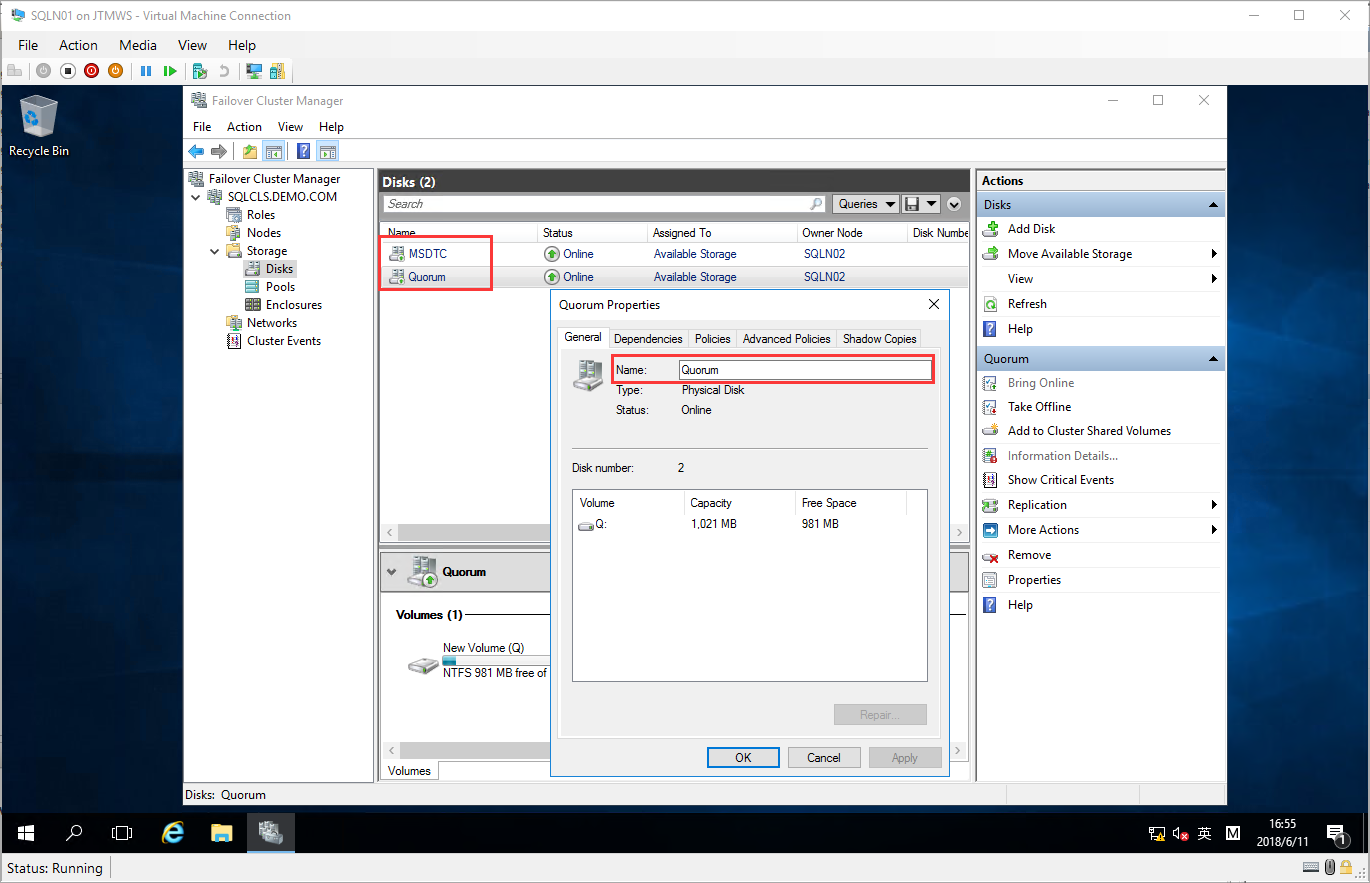 SQLN01 on JTMWS - Virtual Machine Connection
File Action Media View Help
Recycle Bin
Failover Cluster Manager
File Action View Help
Failover Cluster Manager
SQLCLS.DEMO.COM
Roles
Nodes
Storage
Disks
Pools
Enclosures
Networks
Cluster Events
Disks (2)
Search
Queries
Name Status Assigned To Owner Node Disk Numbe
MSDTC Online Available Storage SQLN02
Quorum Online Available Storage SQLN02
Quorum Properties
General Dependencies Policies Advanced Policies Shadow Copies
Name: Quorum
Type: Physical Disk
Status: Online
Disk number: 2
Volume Capacity Free Space
Q: 1,021 MB 981 MB
Repair...
OK Cancel Apply
Quorum
Volumes (1)
New Volume (Q)
NTFS 981 MB free of
Volumes
Actions
Disks
Add Disk
Move Available Storage
View
Refresh
Help
Quorum
Bring Online
Take Offline
Add to Cluster Shared Volumes
Information Details...
Show Critical Events
Replication
More Actions
Remove
Properties
Help
Disks: Quorum
英 M
16:55
2018/6/11
1
Status: Running